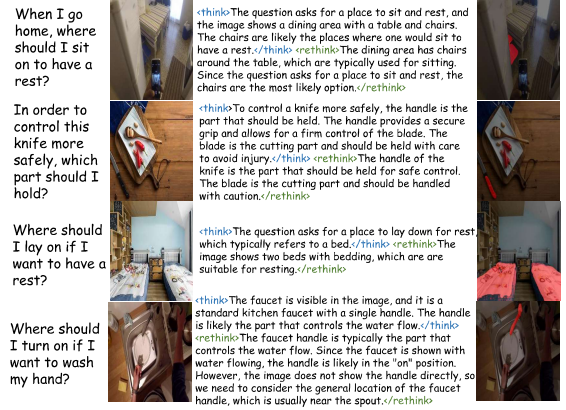 When I go
home, where
should I sit
on to have a
rest?
<think>The question asks for a place to sit and rest, and
the image shows a dining area with a table and chairs.
The chairs are likely the places where one would sit to
have a rest.</think> <rethink>The dining area has chairs
around the table, which are typically used for sitting.
Since the question asks for a place to sit and rest, the
chairs are the most likely option.</rethink>
In order to
control this
knife more
safely, which
part should I
hold?
<think>To control a knife more safely, the handle is the
part that should be held. The handle provides a secure
grip and allows for a firm control of the blade. The
blade is the cutting part and should be held with care
to avoid injury.</think> <rethink>The handle of the
knife is the part that should be held for safe control.
The blade is the cutting part and should be handled
with caution.</rethink>
Where should
I lay on if I
want to have a
rest?
<think>The question asks for a place to lay down for rest,
which typically refers to a bed.</think> <rethink>The
image shows two beds with bedding, which are are
suitable for resting.</rethink>
Where should
I turn on if I
want to wash
my hand?
<think>The faucet is visible in the image, and it is a
standard kitchen faucet with a single handle. The handle
is likely the part that controls the water flow.</think>
<rethink>The faucet handle is typically the part that
controls the water flow. Since the faucet is shown with
water flowing, the handle is likely in the "on" position.
However, the image does not show the handle directly, so
we need to consider the general location of the faucet
handle, which is usually near the spout.</rethink>